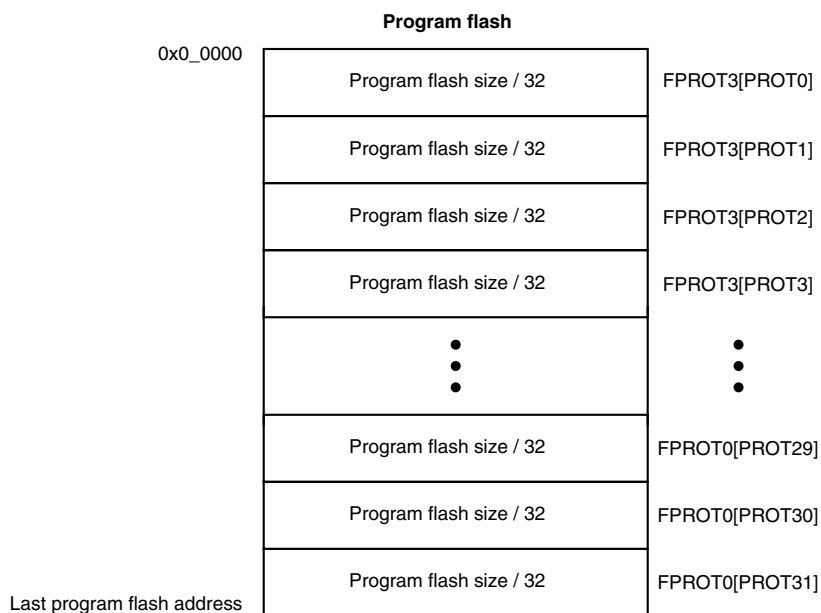 Program flash
0x0_0000
Program flash size / 32 FPROT3[PROT0]
Program flash size / 32 FPROT3[PROT1]
Program flash size / 32 FPROT3[PROT2]
Program flash size / 32 FPROT3[PROT3]
Program flash size / 32 FPROT0[PROT29]
Program flash size / 32 FPROT0[PROT30]
Program flash size / 32 FPROT0[PROT31]
Last program flash address